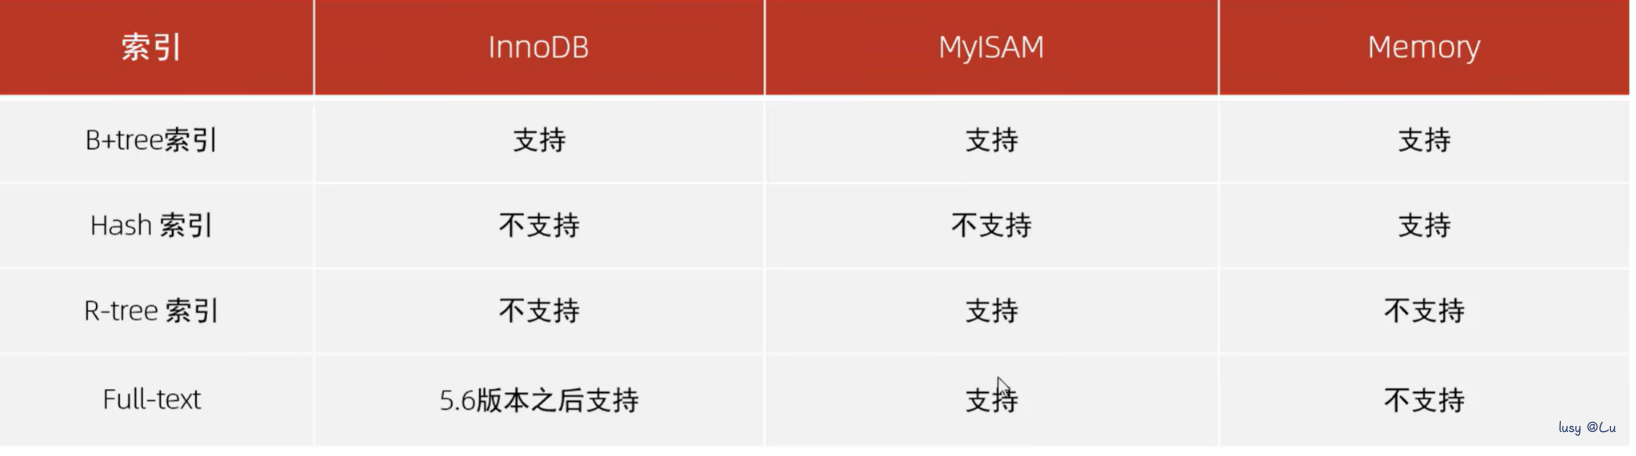 索引 InnoDB MyISAM Memory
B+tree索引 支持 支持 支持
Hash 索引 不支持 不支持 支持
R-tree 索引 不支持 支持 不支持
Full-text 5.6版本之后支持 支持 不支持
lusy @Lu